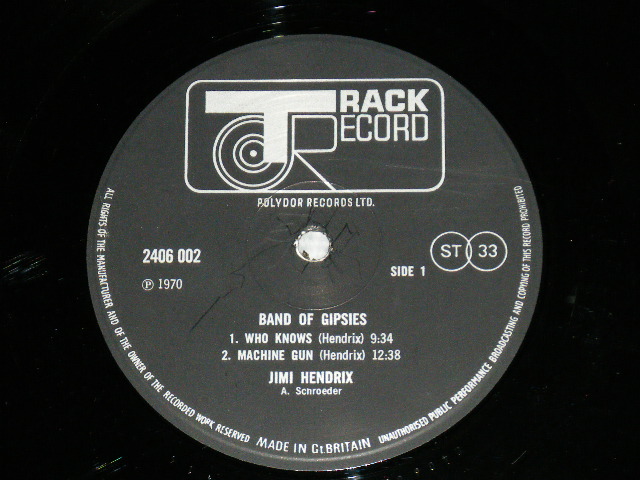 TRACK
RECORD
POLYDOR RECORDS LTD.
2406 002
℗ 1970
SIDE 1
ST 33
BAND OF GIPSIES
1. WHO KNOWS (Hendrix) 9:34
2. MACHINE GUN (Hendrix) 12:38
JIMI HENDRIX
A. Schroeder
ALL RIGHTS OF THE MANUFACTURER AND OF THE OWNER OF THE RECORDED WORK RESERVED
MADE IN Gt.BRITAIN
UNAUTHORISED PUBLIC PERFORMANCE BROADCASTING AND COPYING OF THIS RECORD PROHIBITED